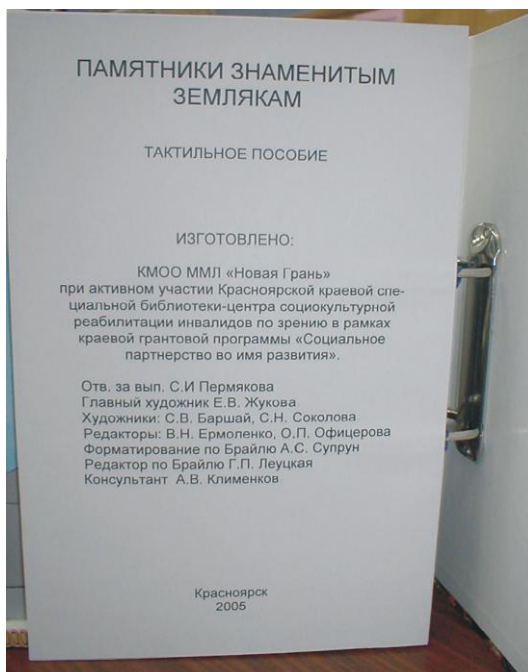 ПАМЯТНИКИ ЗНАМЕНИТЫМ
ЗЕМЛЯКАМ
ТАКТИЛЬНОЕ ПОСОБИЕ
ИЗГОТОВЛЕНО:
КМОО ММЛ «Новая Грань»
при активном участии Красноярской краевой спе-
циальной библиотеки-центра социокультурной
реабилитации инвалидов по зрению в рамках
краевой грантовой программы «Социальное
партнерство во имя развития».
Отв. за вып. С.И Пермякова
Главный художник Е.В. Жукова
Художники: С.В. Баршай, С.Н. Соколова
Редакторы: В.Н. Ермоленко, О.П. Офицерова
Форматирование по Брайлю А.С. Супрун
Редактор по Брайлю Г.П. Леуцкая
Консультант А.В. Клименков
Красноярск
2005